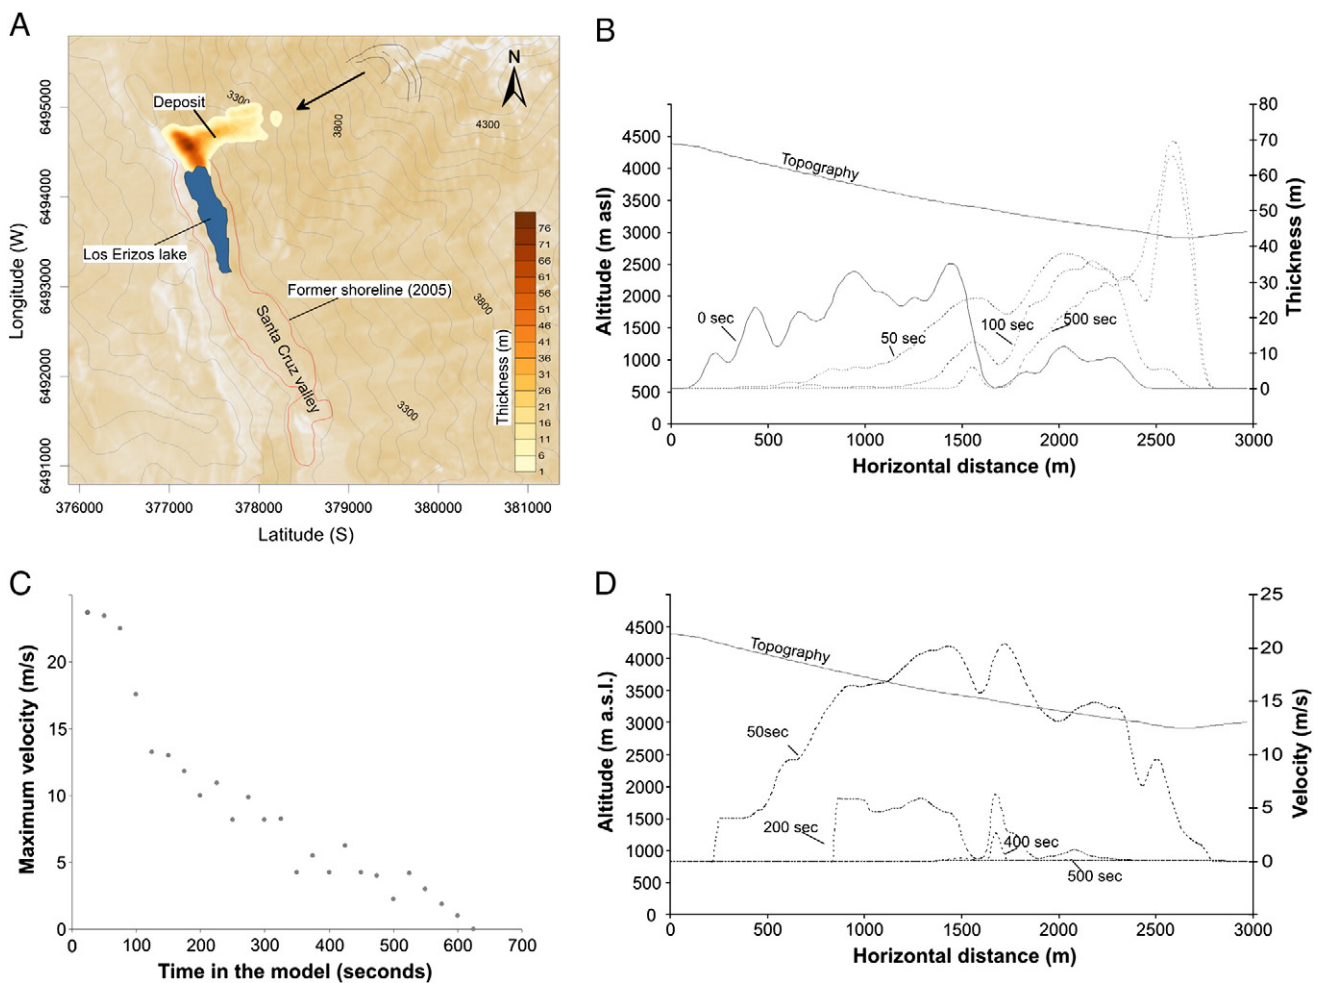 A
N
6495000
6494000
6493000
6492000
6491000
Longitude (W)
Deposit
3300
3800
4300
Los Erizos lake
Former shoreline (2005)
3800
Santa Cruz valley
3300
Thickness (m)
76
71
66
61
56
51
46
36
31
26
21
16
11
6
1
376000 377000 378000 379000 380000 381000
Latitude (S)
B
4500
4000
3500
3000
2500
2000
1500
1000
500
0
Altitude (m asl)
Topography
0 sec
50 sec
100 sec
500 sec
80
70
60
50
40
30
20
10
0
Thickness (m)
0 500 1000 1500 2000 2500 3000
Horizontal distance (m)
C
20
15
10
5
0
Maximum velocity (m/s)
0 100 200 300 400 500 600 700
Time in the model (seconds)
D
4500
4000
3500
3000
2500
2000
1500
1000
500
0
Altitude (m a.s.l.)
Topography
50sec
200 sec
400 sec
500 sec
25
20
15
10
5
0
Velocity (m/s)
0 500 1000 1500 2000 2500 3000
Horizontal distance (m)